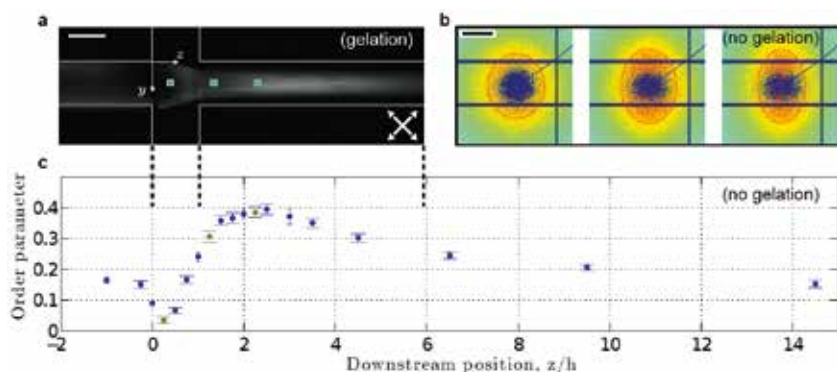 a
(gelation)
z
y
b
(no gelation)
c
(no gelation)
Order parameter
0.4
0.3
0.2
0.1
0
−2
0
2
4
6
8
10
12
14
Downstream position, z/h